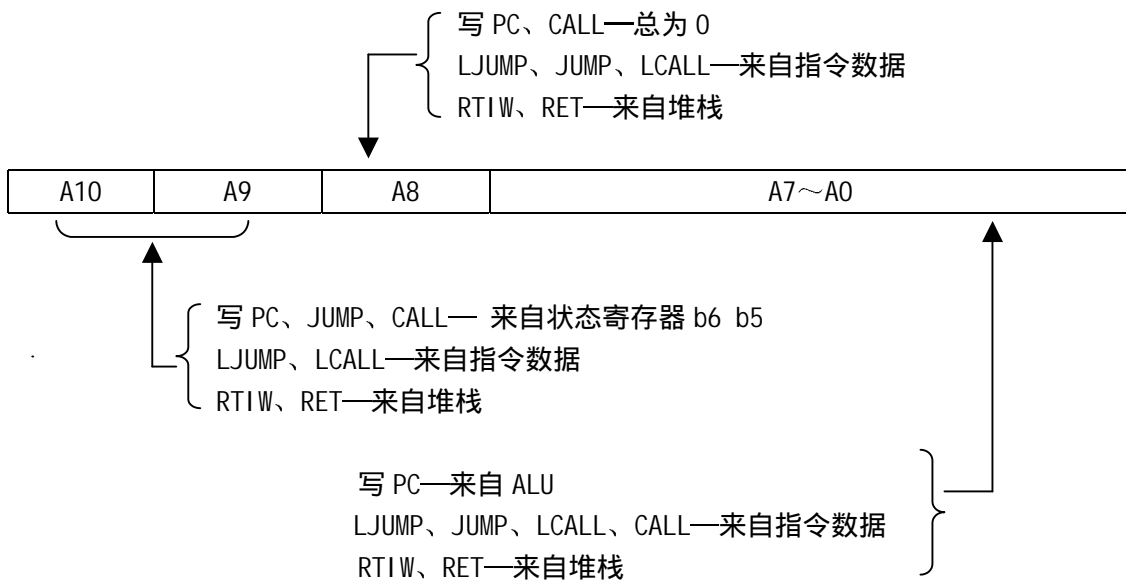 写 PC、CALL—总为 0
LJUMP、JUMP、LCALL—来自指令数据
RTIW、RET—来自堆栈
A10 A9 A8 A7～A0
写 PC、JUMP、CALL— 来自状态寄存器 b6 b5
LJUMP、LCALL—来自指令数据
RTIW、RET—来自堆栈
写 PC—来自 ALU
LJUMP、JUMP、LCALL、CALL—来自指令数据
RTIW、RET—来自堆栈